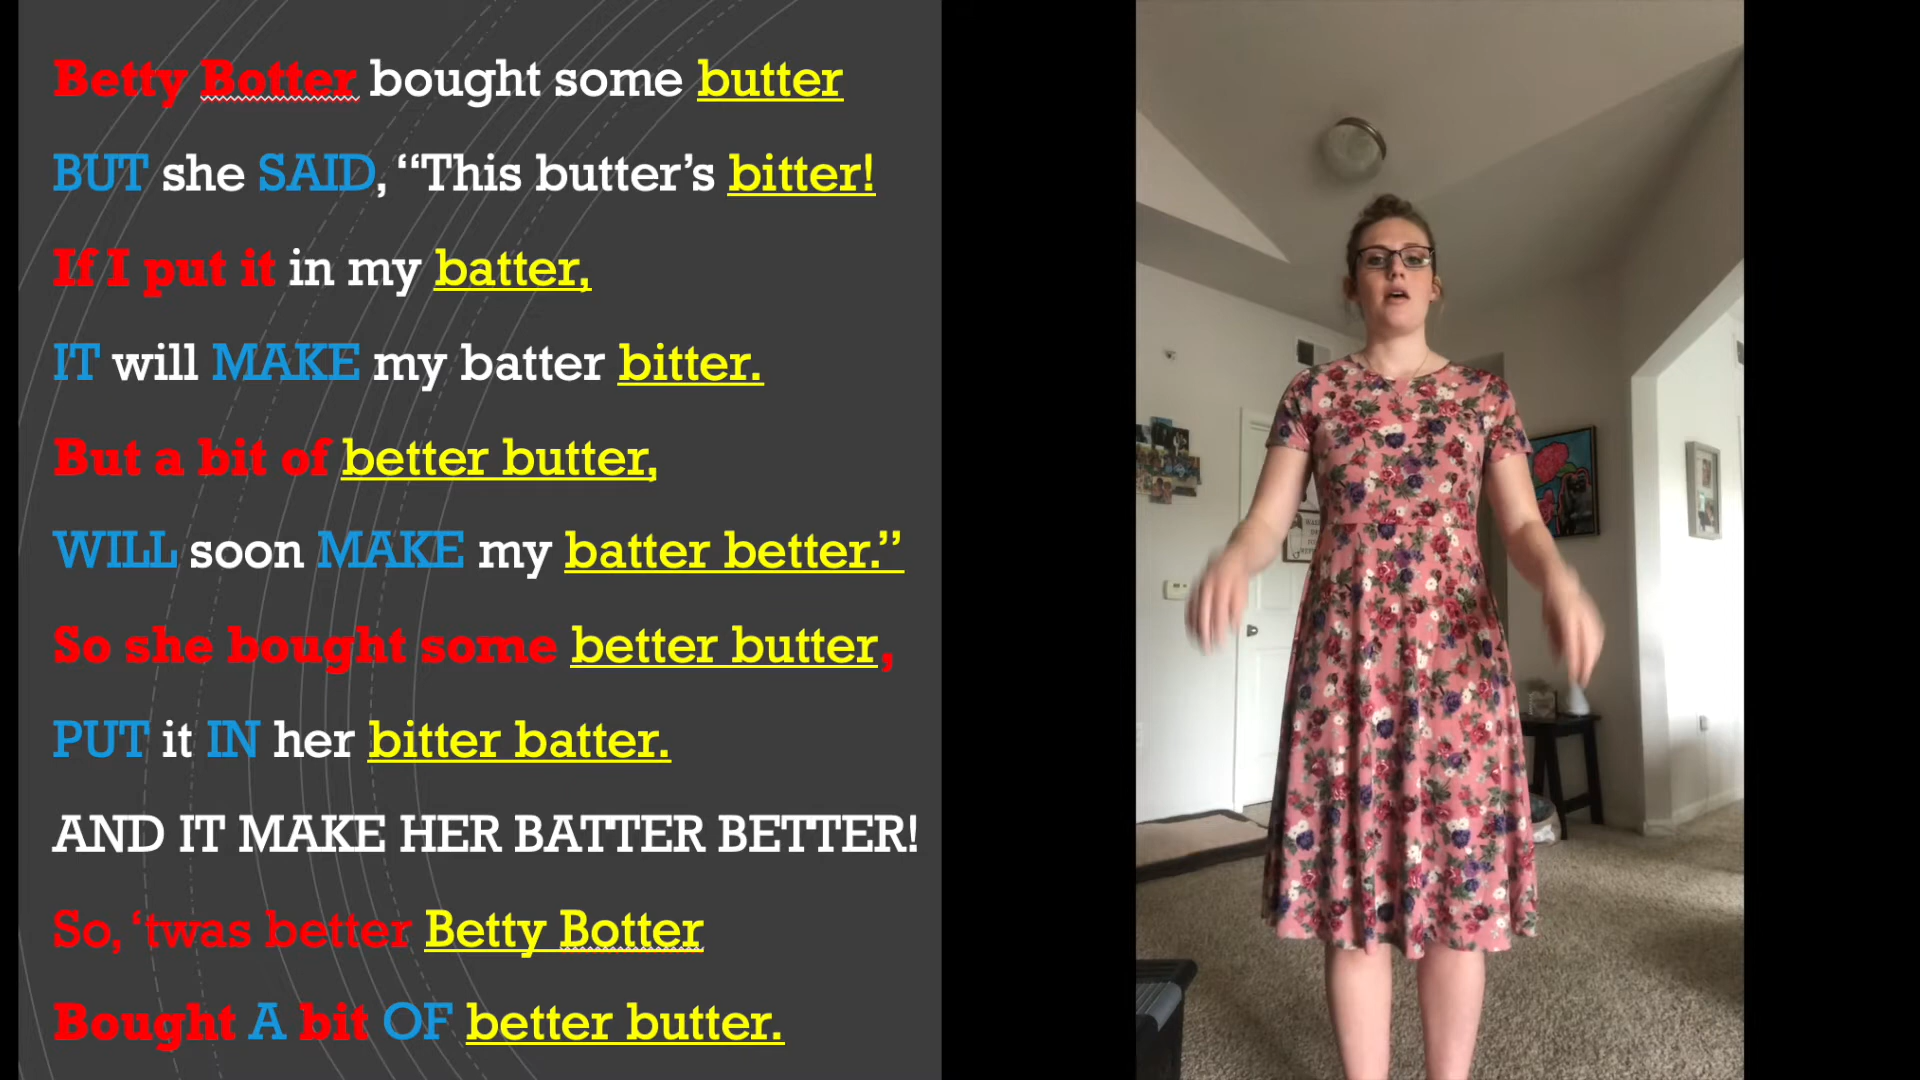 Betty Botter bought some butter
BUT she SAID, “This butter’s bitter!
If I put it in my batter,
IT will MAKE my batter bitter.
But a bit of better butter,
WILL soon MAKE my batter better.”
So she bought some better butter,
PUT it IN her bitter batter.
AND IT MAKE HER BATTER BETTER!
So, ‘twas better Betty Botter
Bought A bit OF better butter.